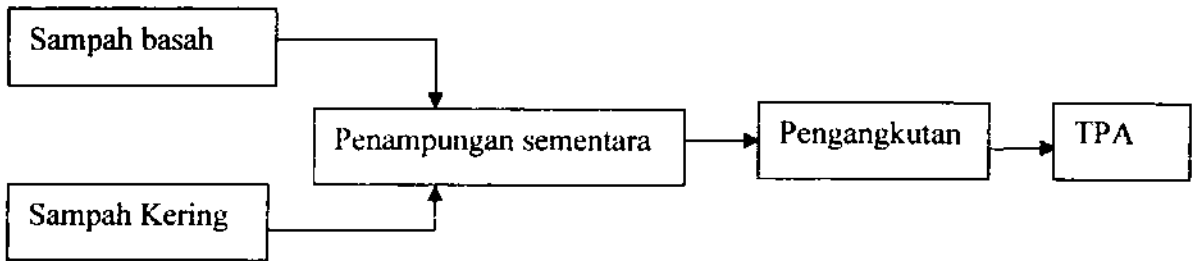 Sampah basah
Penampungan sementara
Pengangkutan
TPA
Sampah Kering